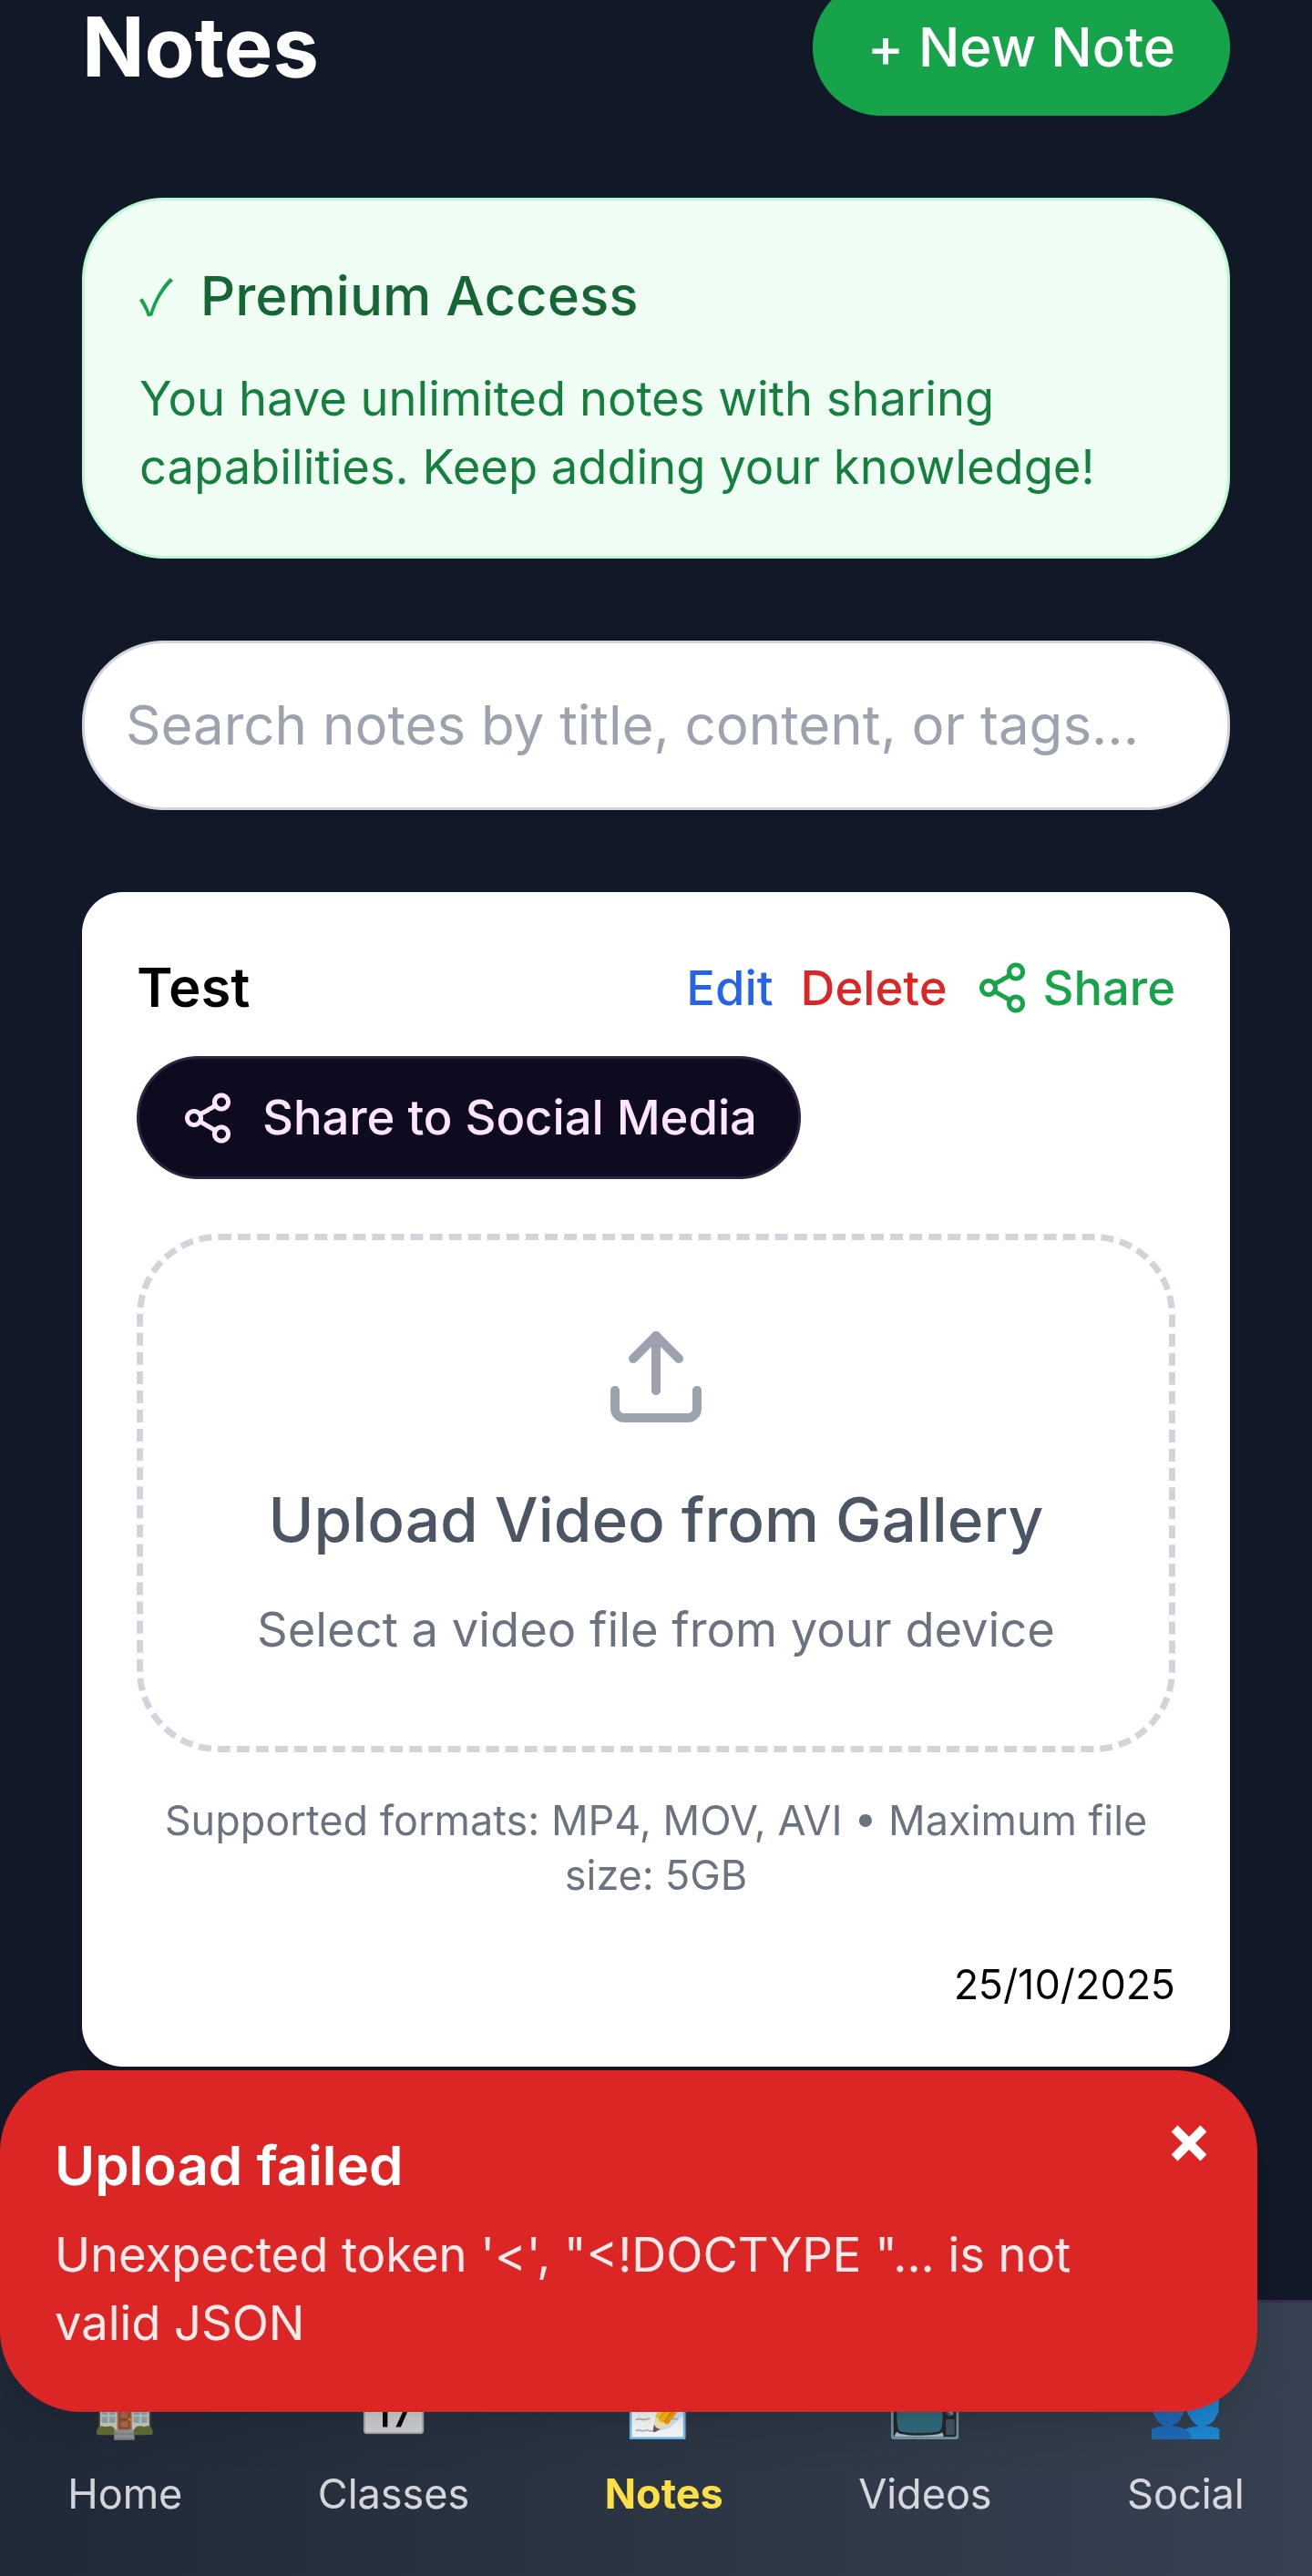 Notes
+ New Note
✓ Premium Access
You have unlimited notes with sharing
capabilities. Keep adding your knowledge!
Search notes by title, content, or tags...
Test
Edit Delete Share
Share to Social Media
Upload Video from Gallery
Select a video file from your device
Supported formats: MP4, MOV, AVI • Maximum file
size: 5GB
25/10/2025
Upload failed
×
Unexpected token '<', "<!DOCTYPE "... is not
valid JSON
17
Home Classes Notes Videos Social